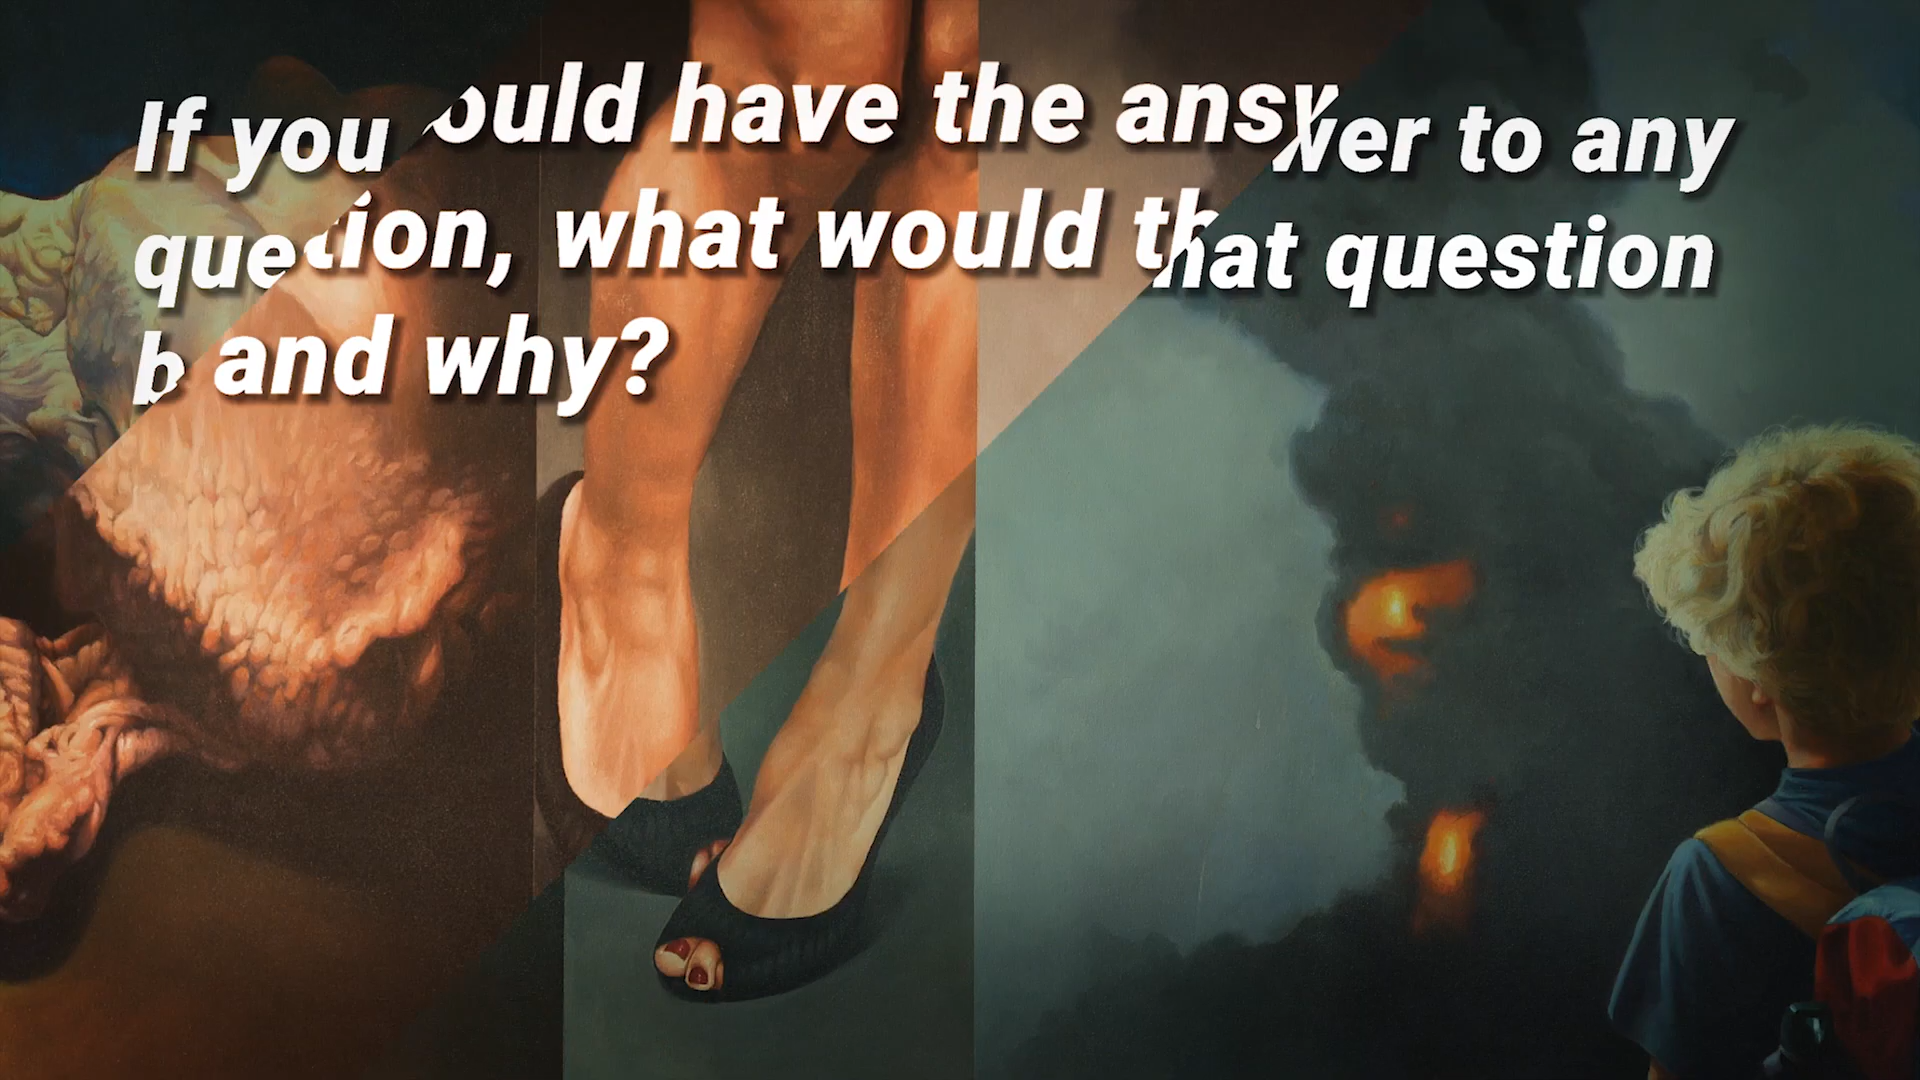 If you could have the answer to any
question, what would that question
be and why?